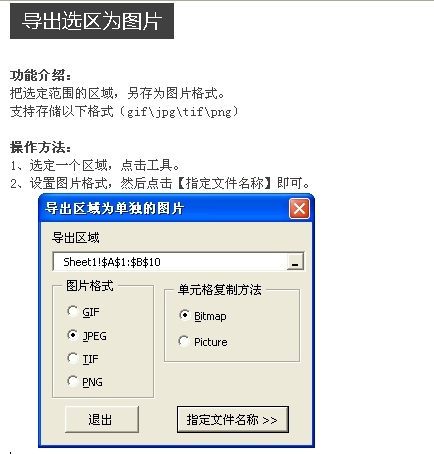 导出选区为图片
功能介绍：
把选定范围的区域，另存为图片格式。
支持存储以下格式（gif\jpg\tif\png）
操作方法：
1、选定一个区域，点击工具。
2、设置图片格式，然后点击【指定文件名称】即可。
导出区域为单独的图片
导出区域
Sheet1!$A$1:$B$10
图片格式
GIF
JPEG
TIF
PNG
单元格复制方法
Bitmap
Picture
退出
指定文件名称 >>